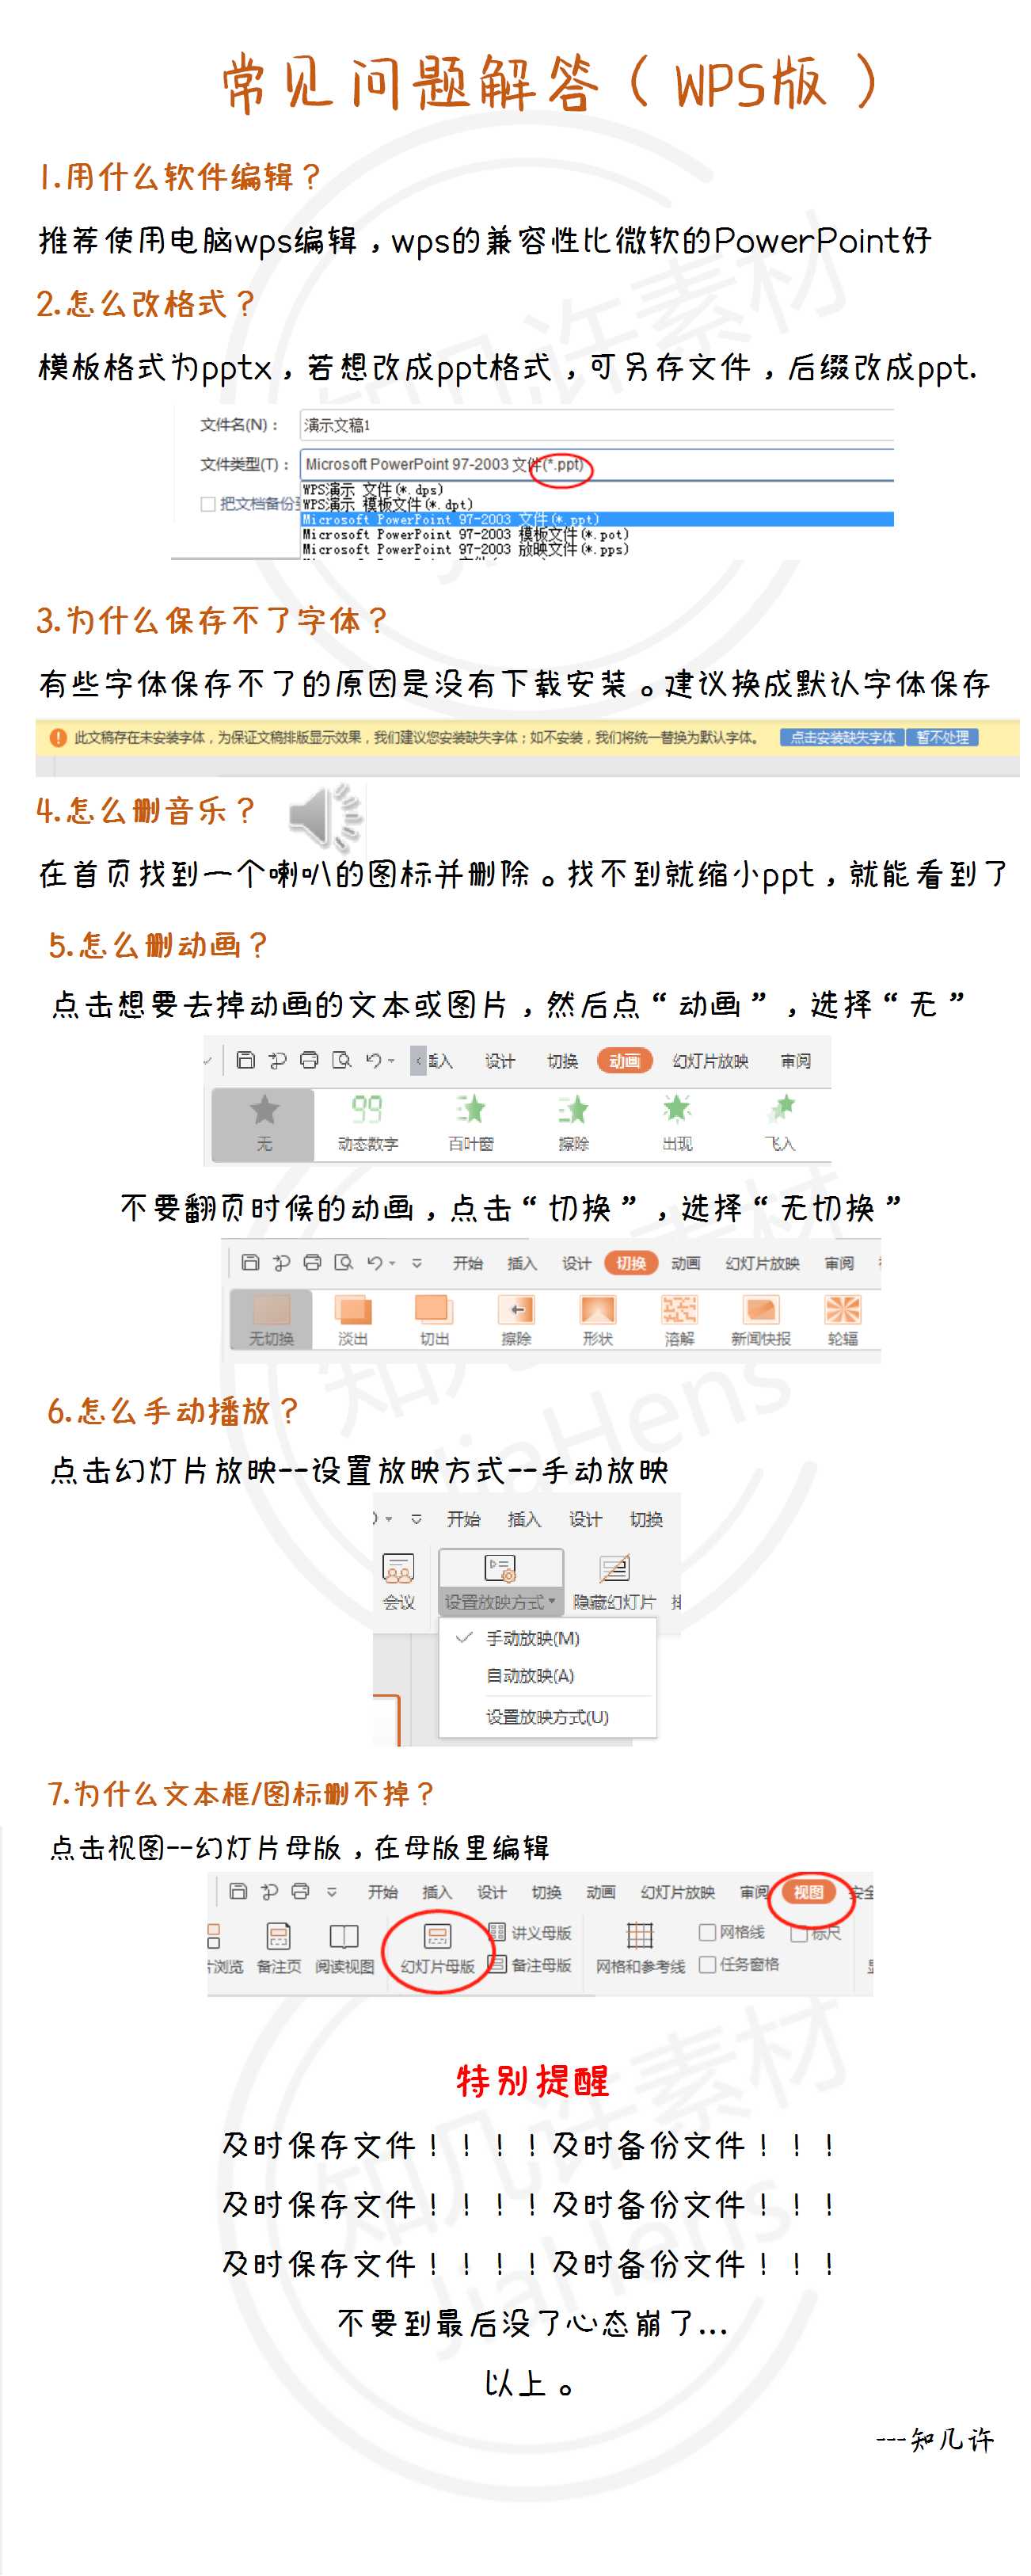 常见问题解答（WPS版）
1.用什么软件编辑？
推荐使用电脑wps编辑，wps的兼容性比微软的PowerPoint好
2.怎么改格式？
模板格式为pptx，若想改成ppt格式，可另存文件，后缀改成ppt.
文件名(N)： 演示文稿1
文件类型(T)： Microsoft PowerPoint 97-2003 文件(*.ppt)
WPS演示 文件(*.dps)
把文档备份到 WPS演示 模板文件(*.dpt)
Microsoft PowerPoint 97-2003 文件(*.ppt)
Microsoft PowerPoint 97-2003 模板文件(*.pot)
Microsoft PowerPoint 97-2003 放映文件(*.pps)
3.为什么保存不了字体？
有些字体保存不了的原因是没有下载安装。建议换成默认字体保存
此文稿存在未安装字体，为保证文稿排版显示效果，我们建议您安装缺失字体；如不安装，我们将统一替换为默认字体。 点击安装缺失字体 暂不处理
4.怎么删音乐？
在首页找到一个喇叭的图标并删除。找不到就缩小ppt，就能看到了
5.怎么删动画？
点击想要去掉动画的文本或图片，然后点“动画”，选择“无”
插入 设计 切换 动画 幻灯片放映 审阅
无 动态数字 百叶窗 擦除 出现 飞入
不要翻页时候的动画，点击“切换”，选择“无切换”
开始 插入 设计 切换 动画 幻灯片放映 审阅
无切换 淡出 切出 擦除 形状 溶解 新闻快报 轮辐
6.怎么手动播放？
点击幻灯片放映--设置放映方式--手动放映
开始 插入 设计 切换
会议 设置放映方式 隐藏幻灯片 排
手动放映(M)
自动放映(A)
设置放映方式(U)
7.为什么文本框/图标删不掉？
点击视图--幻灯片母版，在母版里编辑
开始 插入 设计 切换 动画 幻灯片放映 审阅 视图 安全
讲义母版 网格线 标尺
片浏览 备注页 阅读视图 幻灯片母版 备注母版 网格和参考线 任务窗格
特别提醒
及时保存文件！！！！及时备份文件！！！
及时保存文件！！！！及时备份文件！！！
及时保存文件！！！！及时备份文件！！！
不要到最后没了心态崩了...
以上。
---知几许
知几许素材
JiaHens